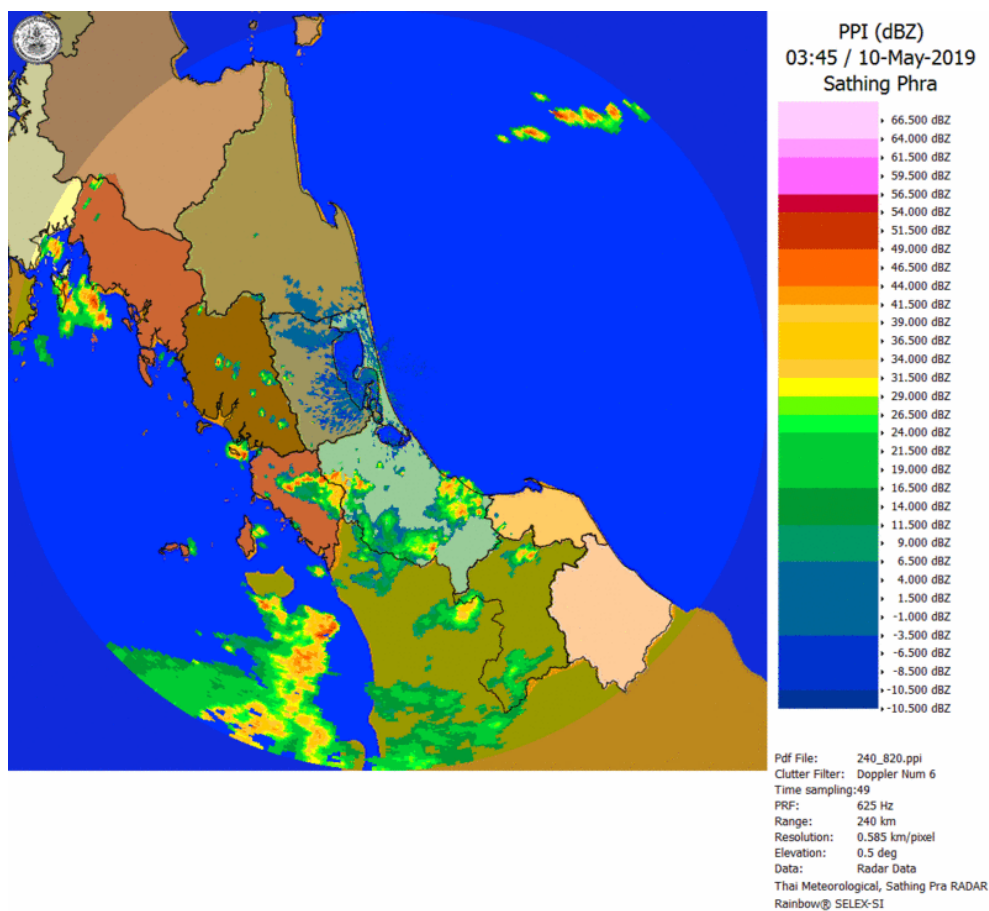 PPI (dBZ)
03:45 / 10-May-2019
Sathing Phra
66.500 dBZ
64.000 dBZ
61.500 dBZ
59.500 dBZ
56.500 dBZ
54.000 dBZ
51.500 dBZ
49.000 dBZ
46.500 dBZ
44.000 dBZ
41.500 dBZ
39.000 dBZ
36.500 dBZ
34.000 dBZ
31.500 dBZ
29.000 dBZ
26.500 dBZ
24.000 dBZ
21.500 dBZ
19.000 dBZ
16.500 dBZ
14.000 dBZ
11.500 dBZ
9.000 dBZ
6.500 dBZ
4.000 dBZ
1.500 dBZ
-1.000 dBZ
-3.500 dBZ
-6.500 dBZ
-8.500 dBZ
-10.500 dBZ
-10.500 dBZ
Pdf File: 240_820.ppi
Clutter Filter: Doppler Num 6
Time sampling:49
PRF: 625 Hz
Range: 240 km
Resolution: 0.585 km/pixel
Elevation: 0.5 deg
Data: Radar Data
Thai Meteorological, Sathing Pra RADAR
Rainbow® SELEX-SI